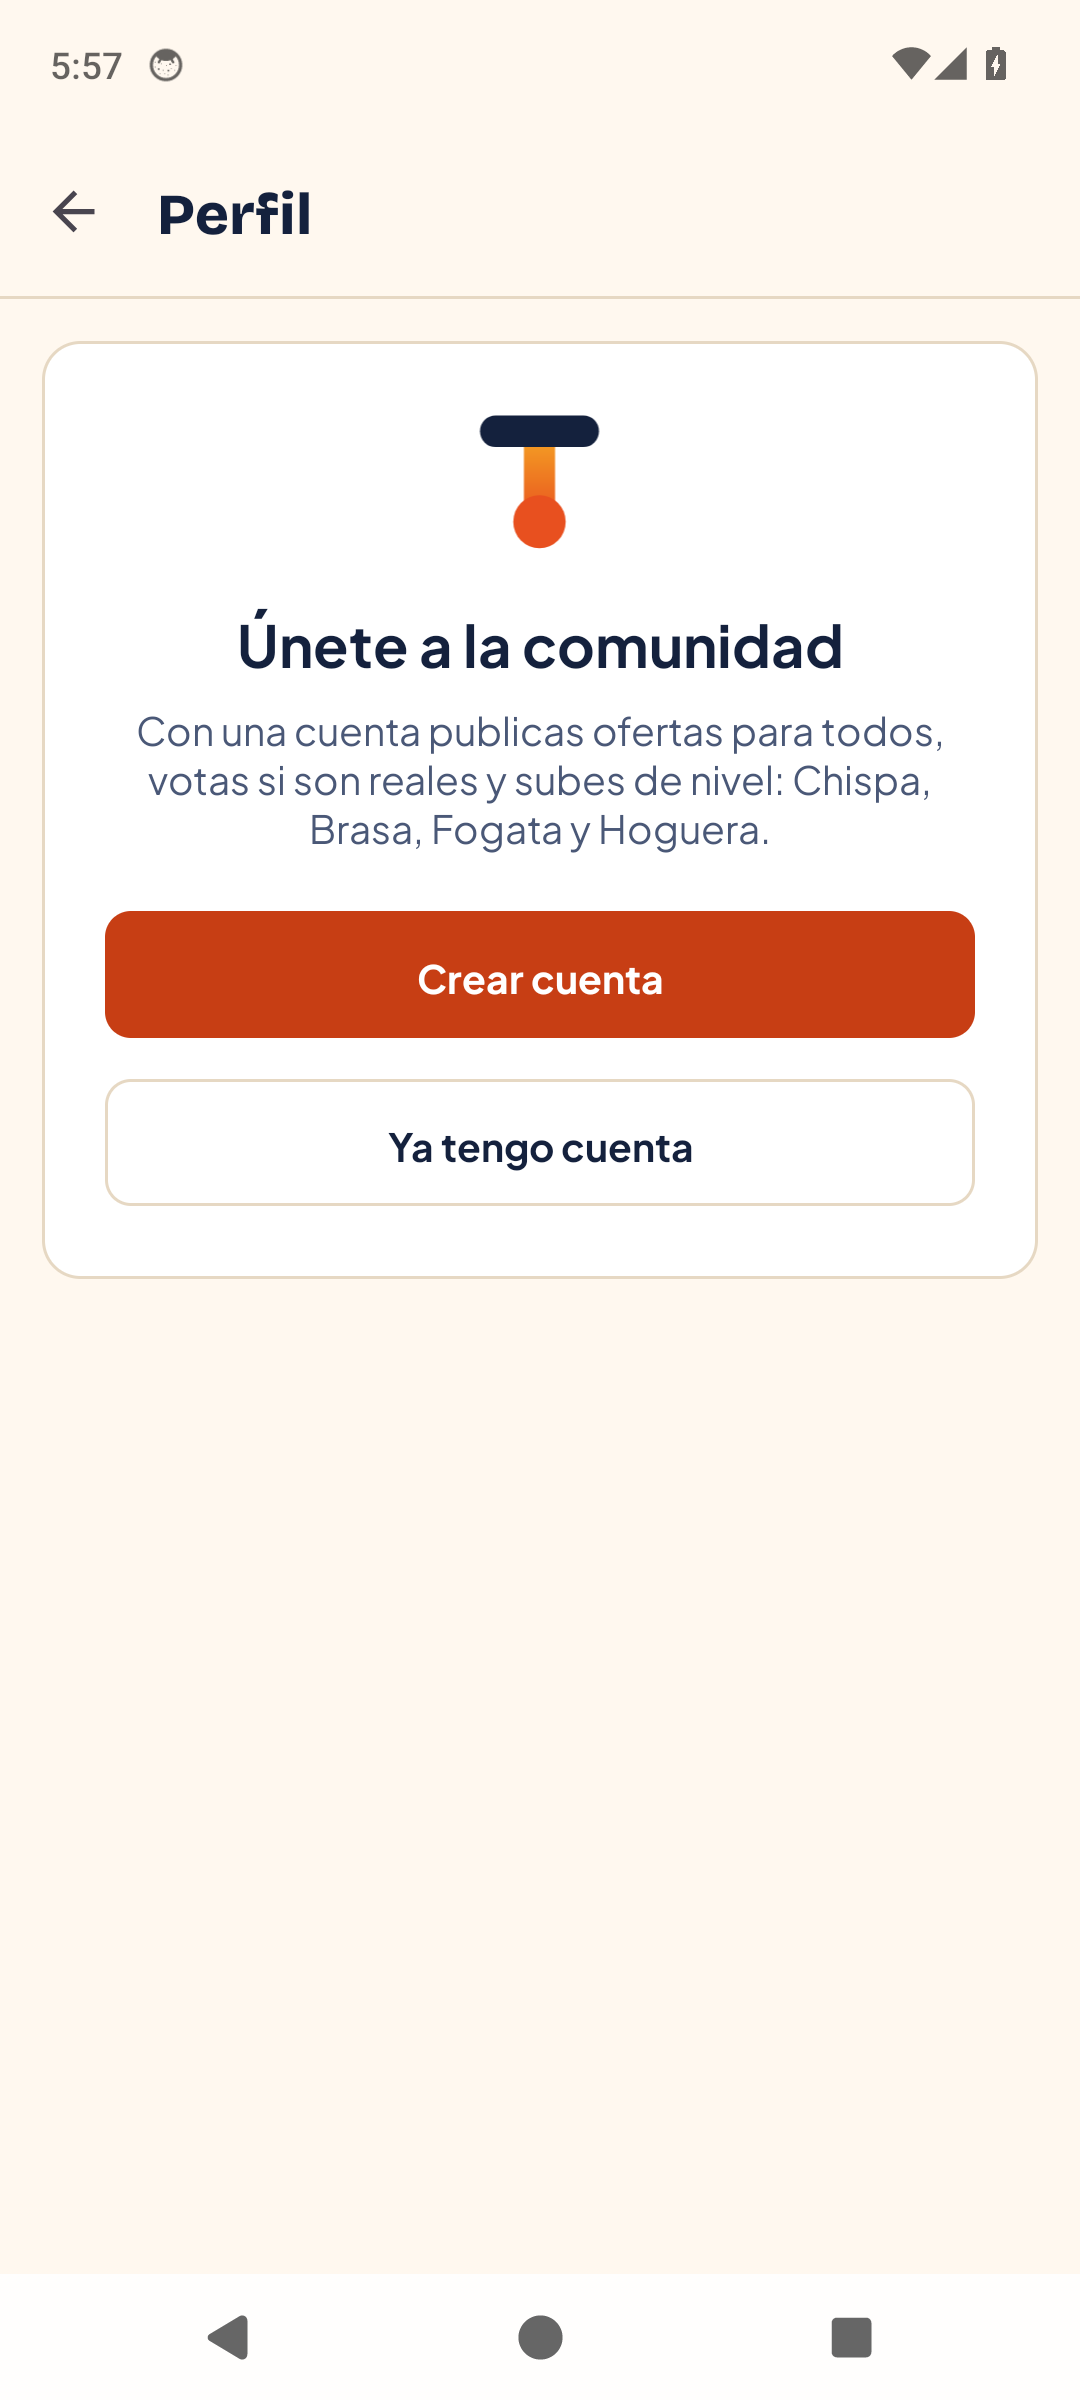 5:57
Perfil
Únete a la comunidad
Con una cuenta publicas ofertas para todos,
votas si son reales y subes de nivel: Chispa,
Brasa, Fogata y Hoguera.
Crear cuenta
Ya tengo cuenta